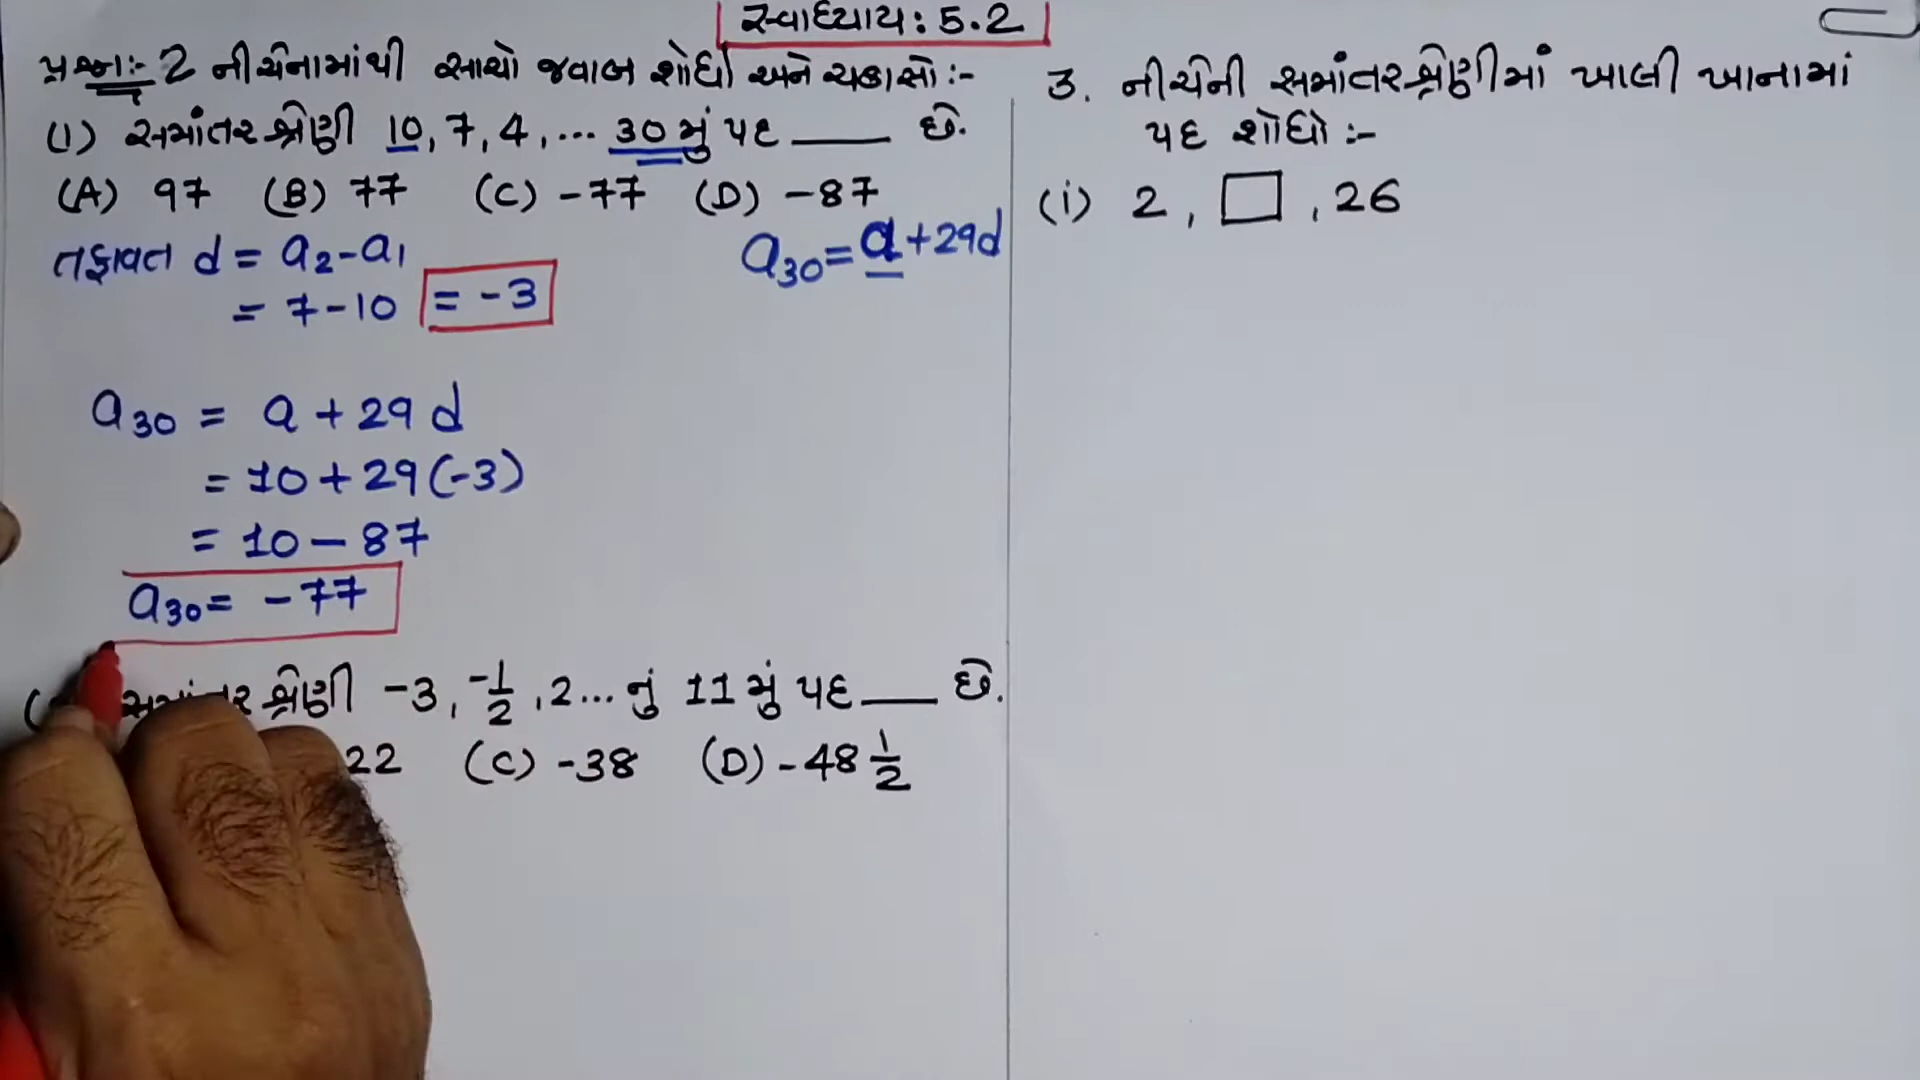 સ્વાધ્યાય: 5.2
પ્રશ્ન:- 2 નીચેનામાંથી સાચો જવાબ શોધો અને ચકાસો:-
(1) સમાંતર શ્રેણી 10, 7, 4, ... 30 મું પદ ____ છે.
(A) 97 (B) 77 (C) -77 (D) -87
તફાવત d = a₂-a₁
= 7-10 = -3
a₃₀ = a + 29d
a₃₀ = a + 29 d
= 10 + 29 (-3)
= 10 - 87
a₃₀ = -77
શ્રેણી -3, -1/2, 2... નું 11 મું પદ ____ છે.
22 (C) -38 (D) -48 1/2
3. નીચેની સમાંતર શ્રેણીમાં ખાલી ખાનામાં
પદ શોધો:-
(i) 2, □, 26